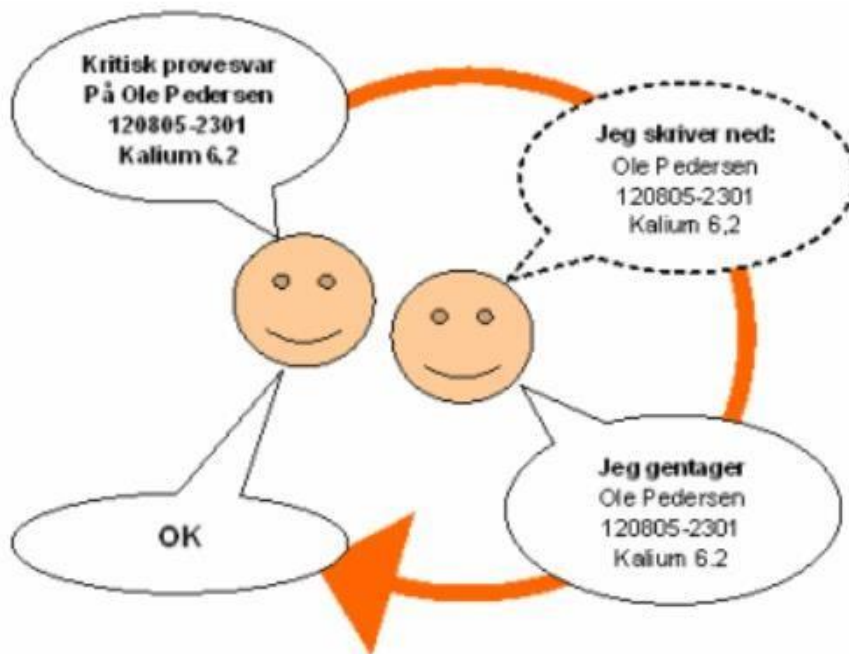 Kritisk provesvar
På Ole Pedersen
120805-2301
Kalium 6,2
Jeg skriver ned:
Ole Pedersen
120805-2301
Kalium 6,2
Jeg gentager
Ole Pedersen
120805-2301
Kalium 6.2
OK